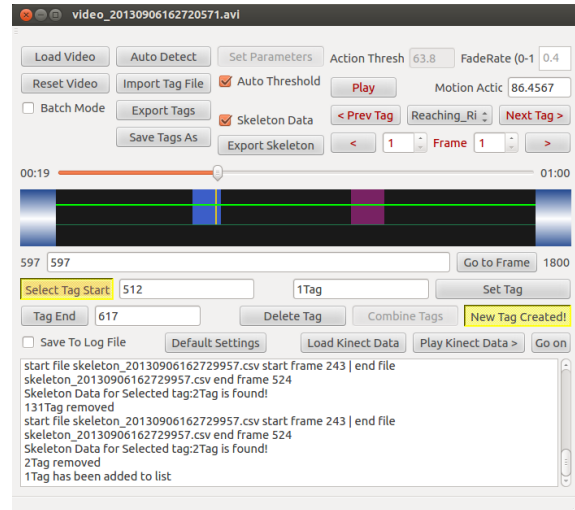 video_20130906162720571.avi
Load Video Auto Detect Set Parameters Action Thresh 63.8 FadeRate (0-1 0.4
Reset Video Import Tag File Auto Threshold Play Motion Actic 86.4567
Batch Mode Export Tags Skeleton Data < Prev Tag Reaching_Ri Next Tag >
Save Tags As Export Skeleton < 1 Frame 1 >
00:19 01:00
597 597 Go to Frame 1800
Select Tag Start 512 1Tag Set Tag
Tag End 617 Delete Tag Combine Tags New Tag Created!
Save To Log File Default Settings Load Kinect Data Play Kinect Data > Go on
start file skeleton_20130906162729957.csv start frame 243 | end file
skeleton_20130906162729957.csv end frame 524
Skeleton Data for Selected tag:2Tag is found!
131Tag removed
start file skeleton_20130906162729957.csv start frame 243 | end file
skeleton_20130906162729957.csv end frame 524
Skeleton Data for Selected tag:2Tag is found!
2Tag removed
1Tag has been added to list